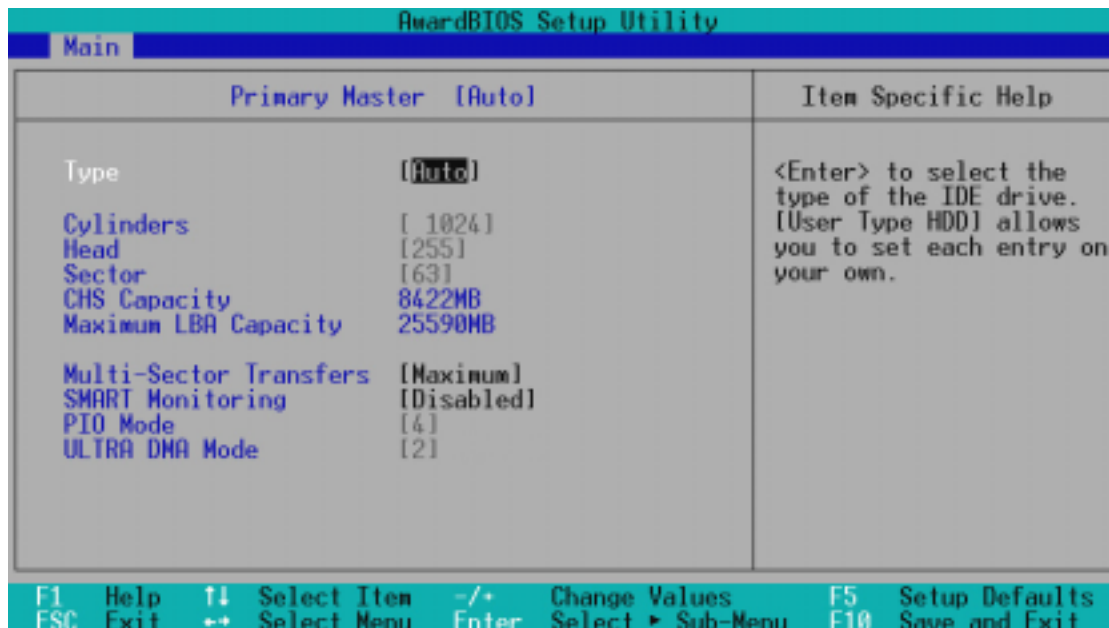 AwardBIOS Setup Utility
Main
Primary Master [Auto]
Item Specific Help
Type [Auto]
Cylinders [ 1024]
Head [255]
Sector [63]
CHS Capacity 8422MB
Maximum LBA Capacity 25590MB
Multi-Sector Transfers [Maximum]
SMART Monitoring [Disabled]
PIO Mode [4]
ULTRA DMA Mode [2]
<Enter> to select the
type of the IDE drive.
[User Type HDD] allows
you to set each entry on
your own.
F1 Help ↑↓ Select Item -/+ Change Values F5 Setup Defaults
ESC Exit ←→ Select Menu Enter Select ► Sub-Menu F10 Save and Exit